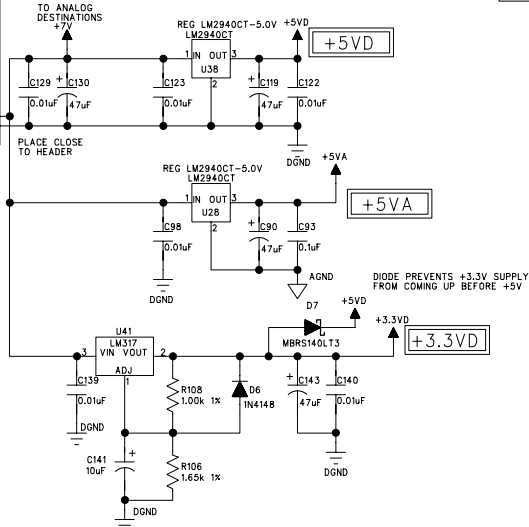 TO ANALOG
DESTINATIONS
+7V
REG LM2940CT-5.0V
LM2940CT
+5VD
+5VD
1 IN OUT 3
U38
2
C129
0.01uF
+ C130
47uF
C123
0.01uF
+ C119
47uF
C122
0.01uF
PLACE CLOSE
TO HEADER
DGND
REG LM2940CT-5.0V
LM2940CT
+5VA
+5VA
1 IN OUT 3
U28
2
C98
0.01uF
+ C90
47uF
C93
0.1uF
DGND
AGND
DIODE PREVENTS +3.3V SUPPLY
FROM COMING UP BEFORE +5V
D7
+5VD
MBRS140LT3
+3.3VD
+3.3VD
U41
LM317
3 VIN VOUT 2
ADJ
1
C139
0.01uF
DGND
R108
1.00k 1%
D6
1N4148
+ C143
47uF
C140
0.01uF
DGND
C141 +
10uF
R106
1.65k 1%
DGND